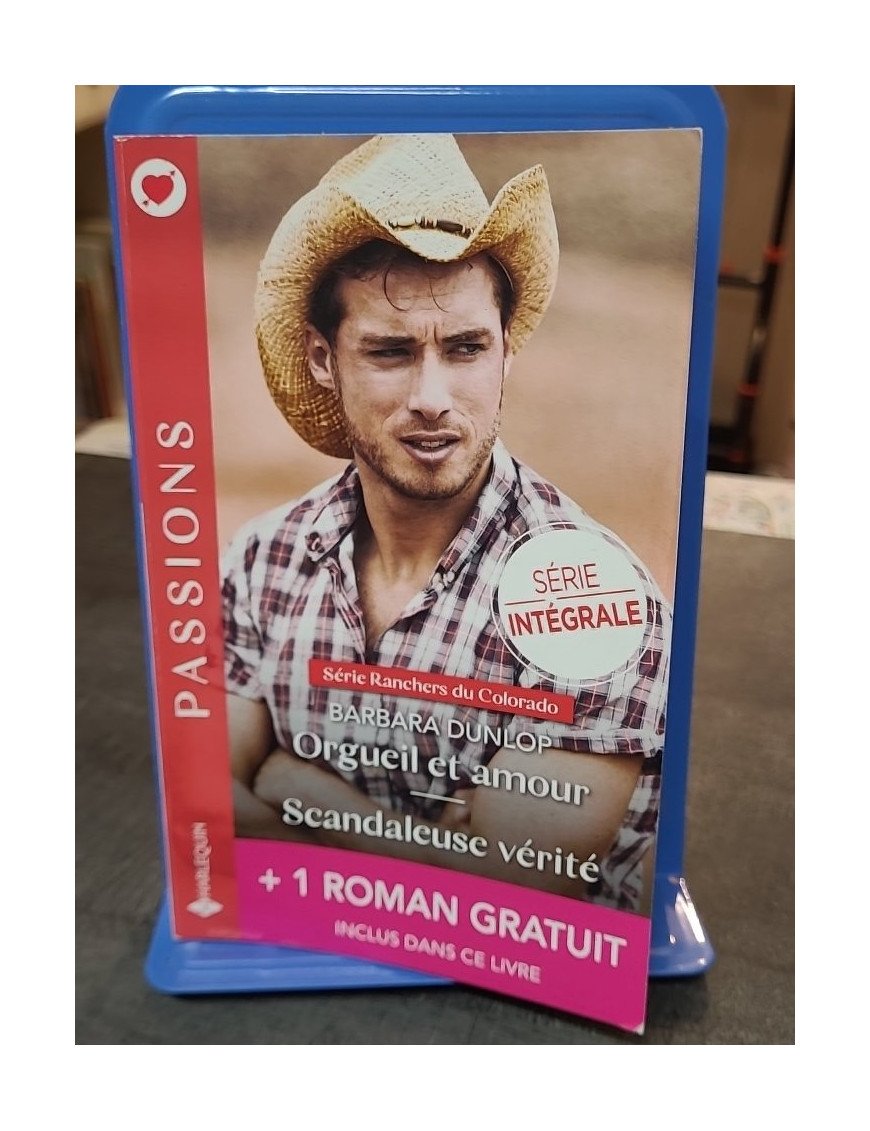 PASSIONS
HARLEQUIN
SÉRIE
INTÉGRALE
Série Ranchers du Colorado
BARBARA DUNLOP
Orgueil et amour
Scandaleuse vérité
+ 1 ROMAN GRATUIT
INCLUS DANS CE LIVRE